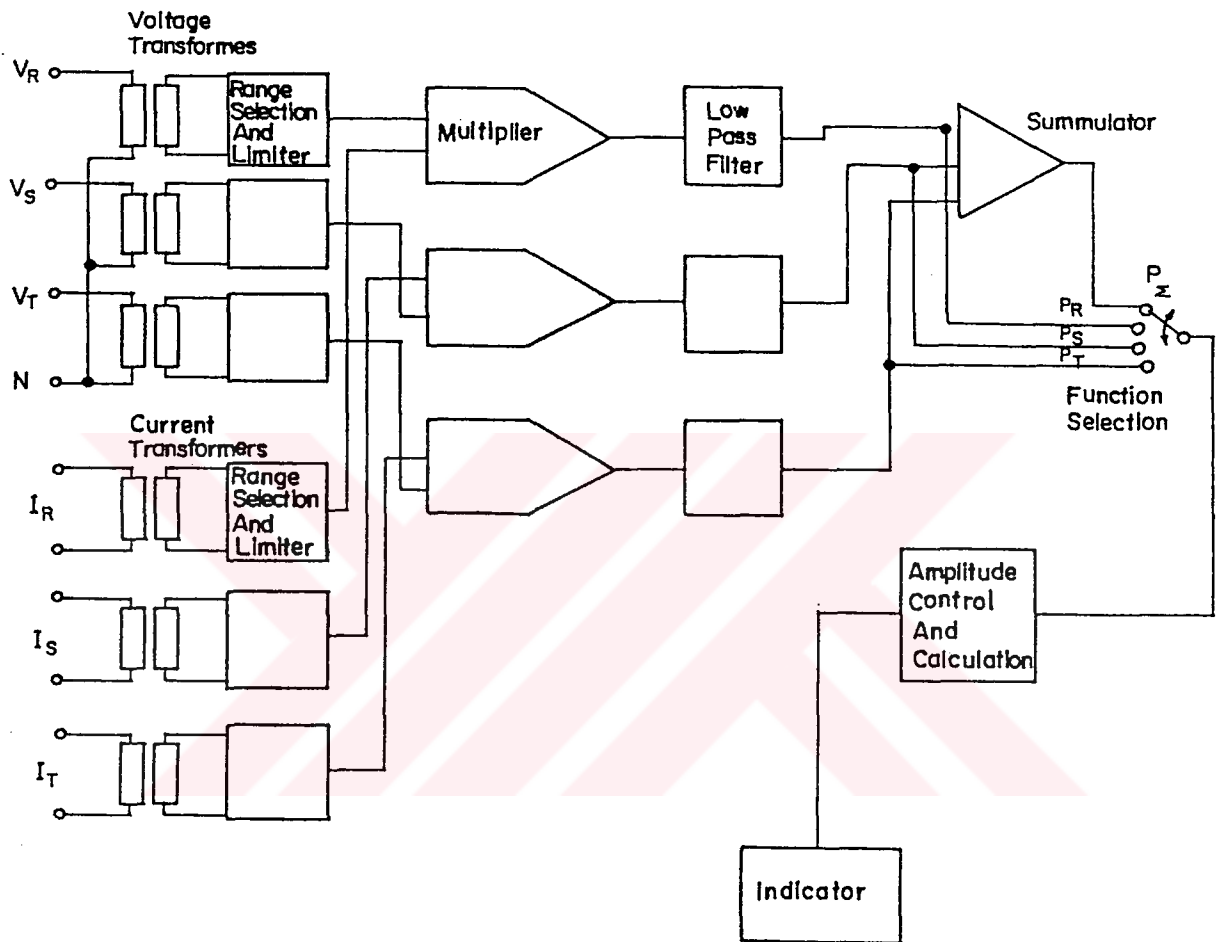 Voltage
Transformes
V_R
Range
Selection
And
Limiter
Multiplier
Low
Pass
Filter
Summulator
V_S
V_T
N
P_Σ
P_R
P_S
P_T
Function
Selection
Current
Transformers
I_R
Range
Selection
And
Limiter
I_S
I_T
Amplitude
Control
And
Calculation
Indicator